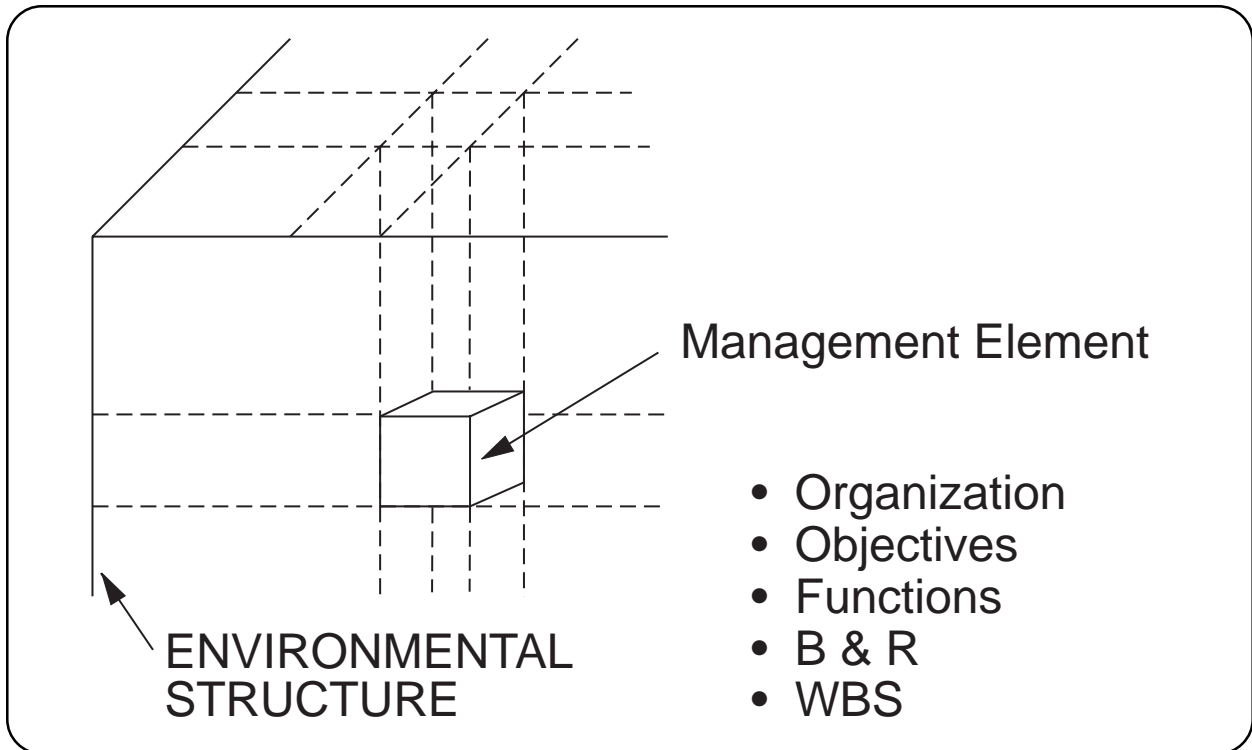 Management Element
• Organization
• Objectives
• Functions
• B & R
• WBS
ENVIRONMENTAL
STRUCTURE